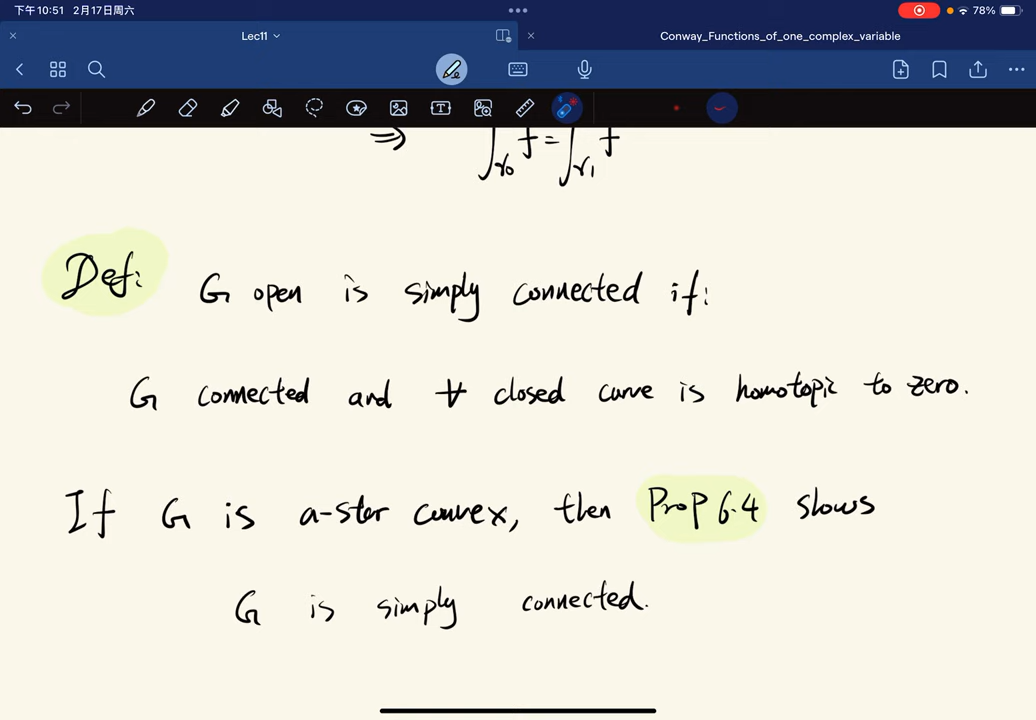 下午10:51 2月17日周六
78%
Lec11
Conway_Functions_of_one_complex_variable
⇒ ∫γ₀ f = ∫γ₁ f
Def: G open is simply connected if:
G connected and ∀ closed curve is homotopic to zero.
If G is a-star convex, then Prop 6.4 slows
G is simply connected.